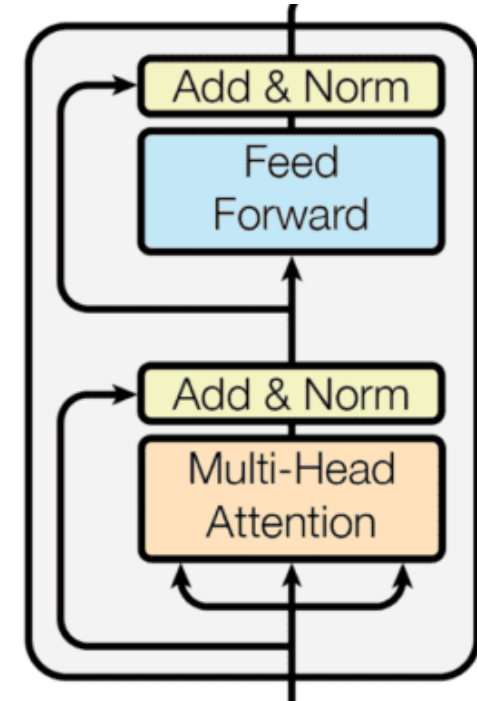 Add & Norm
Feed
Forward
Add & Norm
Multi-Head
Attention